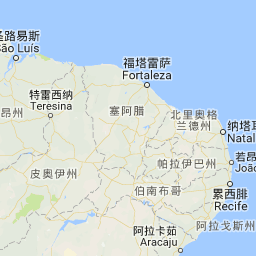 圣路易斯
São Luís
福塔雷萨
Fortaleza
特雷西纳
Teresina
塞阿腊
昂州
北里奥格
兰德州
纳塔
Natal
若昂
João
帕拉伊巴州
皮奥伊州
累西腓
Recife
伯南布哥
阿拉卡茹
Aracaju
阿拉戈斯州